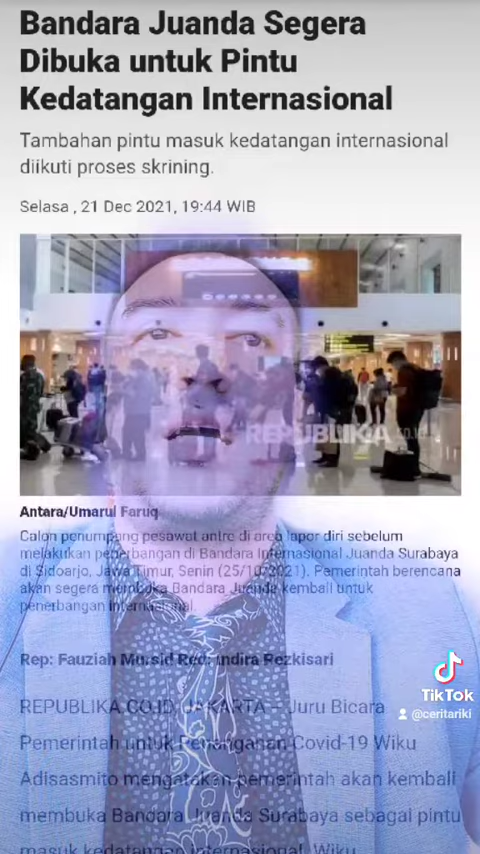 Bandara Juanda Segera
Dibuka untuk Pintu
Kedatangan Internasional
Tambahan pintu masuk kedatangan internasional
diikuti proses skrining.
Selasa , 21 Dec 2021, 19:44 WIB
REPUBLIKA.CO.ID
Antara/Umarul Faruq
Calon penumpang pesawat antre di area lapor diri sebelum
melakukan penerbangan di Bandara Internasional Juanda Surabaya
di Sidoarjo, Jawa Timur, Senin (25/10/2021). Pemerintah berencana
akan segera membuka Bandara Juanda kembali untuk
penerbangan internasional.
Rep: Fauziah Mursid Red: Indira Rezkisari
REPUBLIKA.CO.ID, JAKARTA -- Juru Bicara
Pemerintah untuk Penanganan Covid-19 Wiku
Adisasmito mengatakan pemerintah akan kembali
membuka Bandara Juanda Surabaya sebagai pintu
masuk kedatangan internasional. Wiku
TikTok
@ceritariki